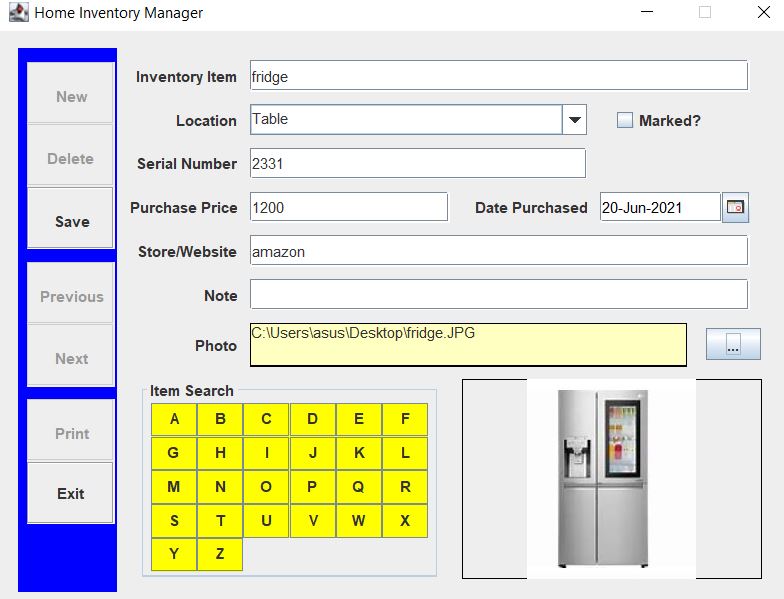 Home Inventory Manager
New
Delete
Save
Previous
Next
Print
Exit
Inventory Item fridge
Location Table Marked?
Serial Number 2331
Purchase Price 1200 Date Purchased 20-Jun-2021
Store/Website amazon
Note
Photo C:\Users\asus\Desktop\fridge.JPG ...
Item Search
A B C D E F
G H I J K L
M N O P Q R
S T U V W X
Y Z